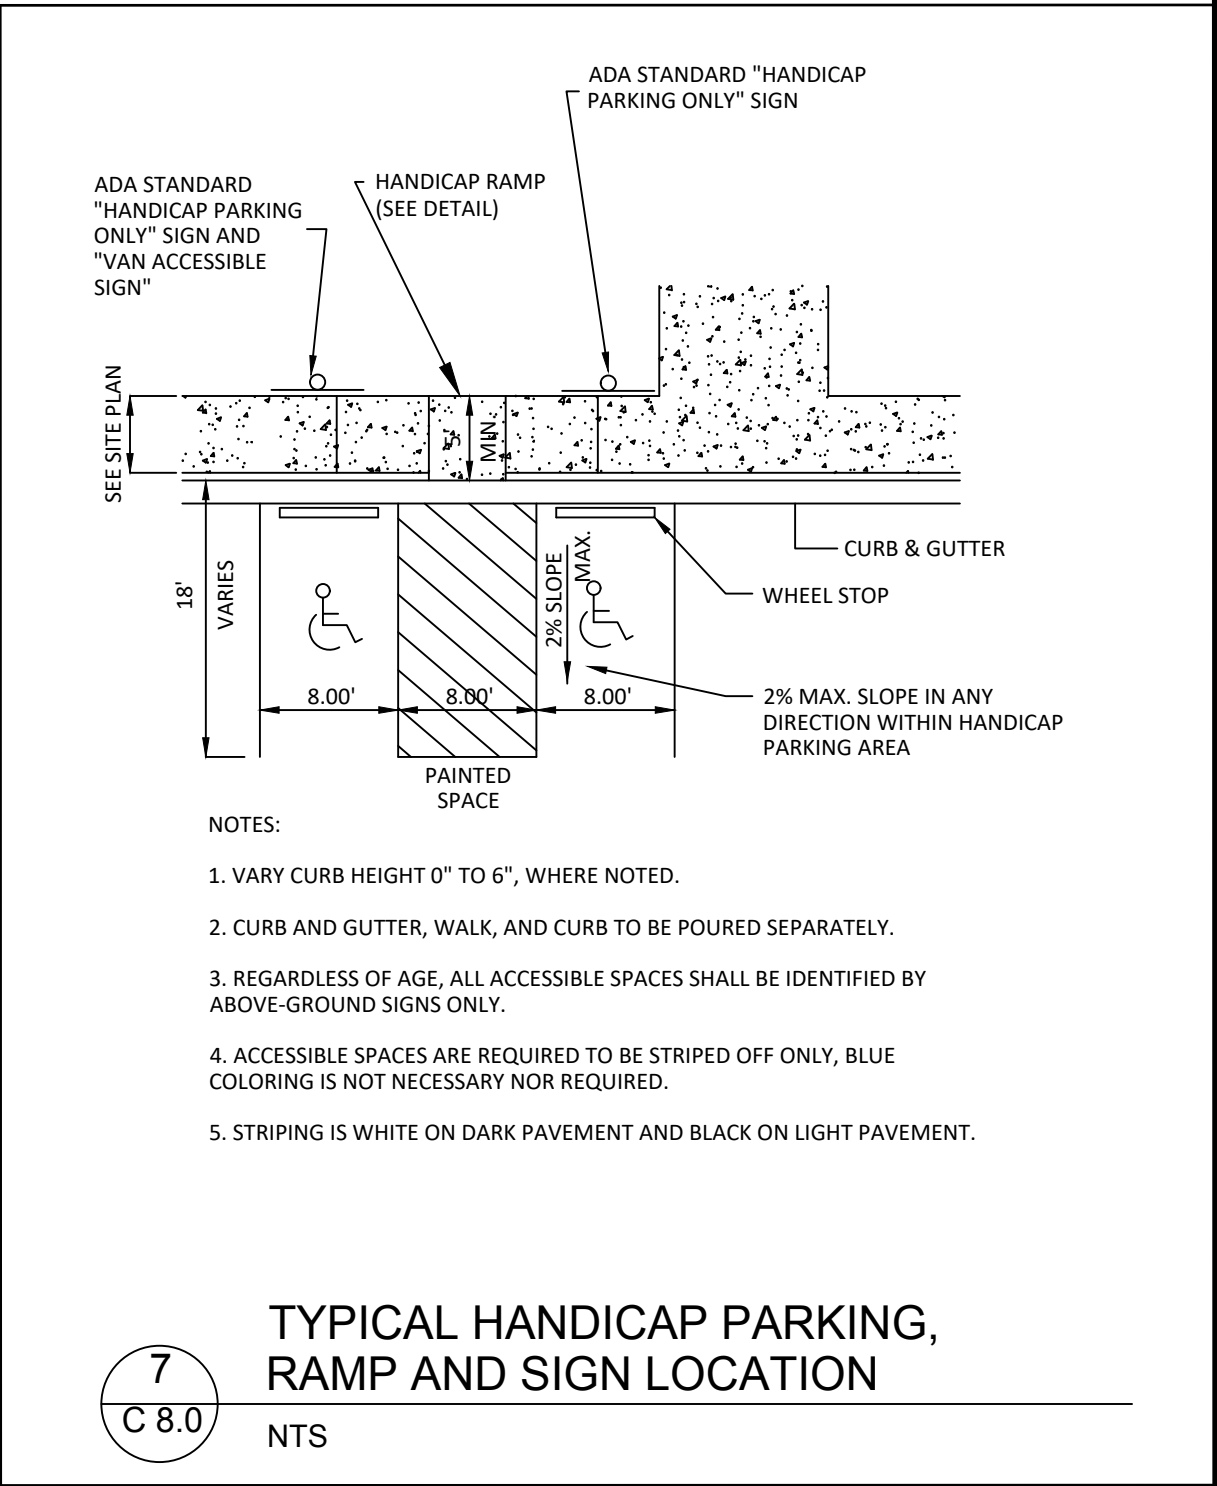 ADA STANDARD "HANDICAP
PARKING ONLY" SIGN
ADA STANDARD
"HANDICAP PARKING
ONLY" SIGN AND
"VAN ACCESSIBLE
SIGN"
HANDICAP RAMP
(SEE DETAIL)
SEE SITE PLAN
5'
MIN
18'
VARIES
2% SLOPE
MAX.
CURB & GUTTER
WHEEL STOP
8.00'
8.00'
8.00'
2% MAX. SLOPE IN ANY
DIRECTION WITHIN HANDICAP
PARKING AREA
PAINTED
SPACE
NOTES:
1. VARY CURB HEIGHT 0" TO 6", WHERE NOTED.
2. CURB AND GUTTER, WALK, AND CURB TO BE POURED SEPARATELY.
3. REGARDLESS OF AGE, ALL ACCESSIBLE SPACES SHALL BE IDENTIFIED BY
ABOVE-GROUND SIGNS ONLY.
4. ACCESSIBLE SPACES ARE REQUIRED TO BE STRIPED OFF ONLY, BLUE
COLORING IS NOT NECESSARY NOR REQUIRED.
5. STRIPING IS WHITE ON DARK PAVEMENT AND BLACK ON LIGHT PAVEMENT.
TYPICAL HANDICAP PARKING,
RAMP AND SIGN LOCATION
7
C 8.0
NTS